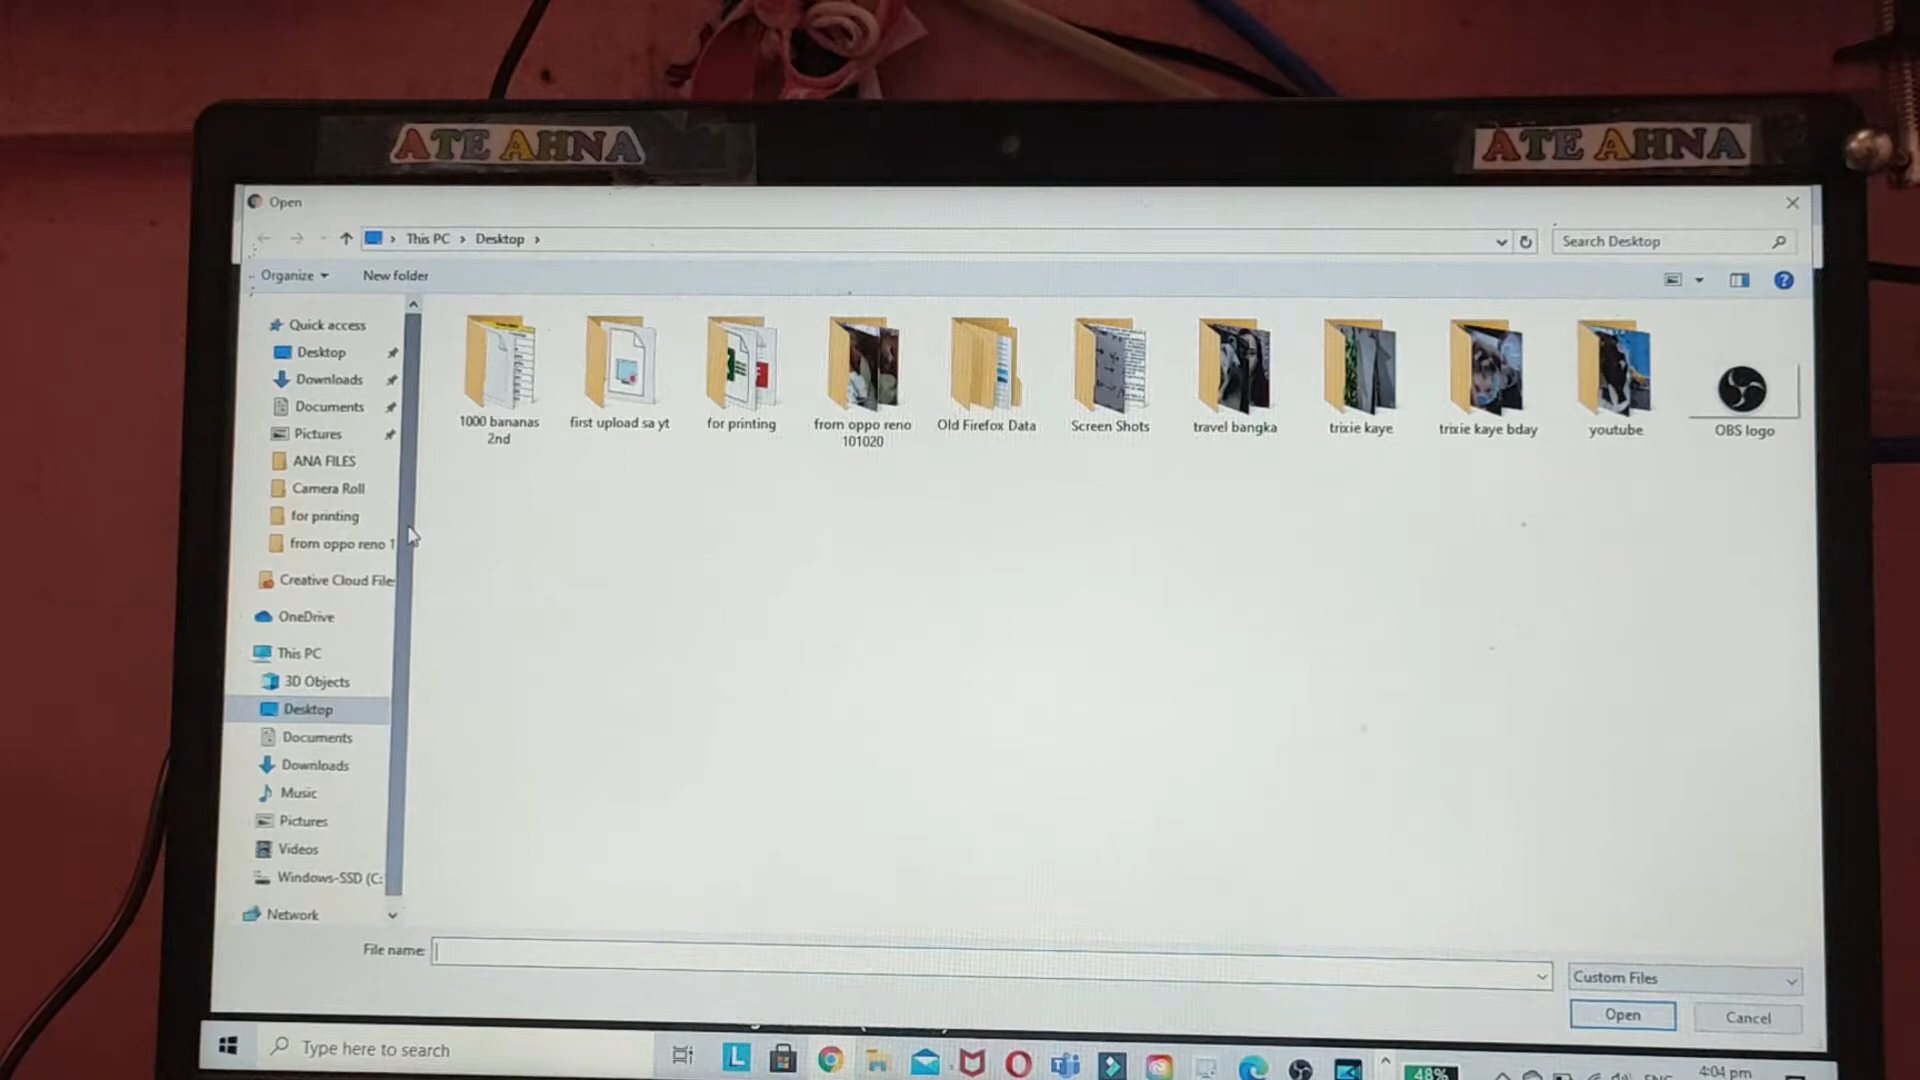 ATE AHNA
ATE AHNA
Open
This PC > Desktop >
Search Desktop
Organize
New folder
Quick access
Desktop
Downloads
Documents
Pictures
ANA FILES
Camera Roll
for printing
from oppo reno 1
Creative Cloud File
OneDrive
This PC
3D Objects
Desktop
Documents
Downloads
Music
Pictures
Videos
Windows-SSD (C:
Network
1000 bananas
2nd
first upload sa yt
for printing
from oppo reno
101020
Old Firefox Data
Screen Shots
travel bangka
trixie kaye
trixie kaye bday
youtube
OBS logo
File name:
Custom Files
Open
Cancel
Type here to search
L
48%
ENG
4:04 pm